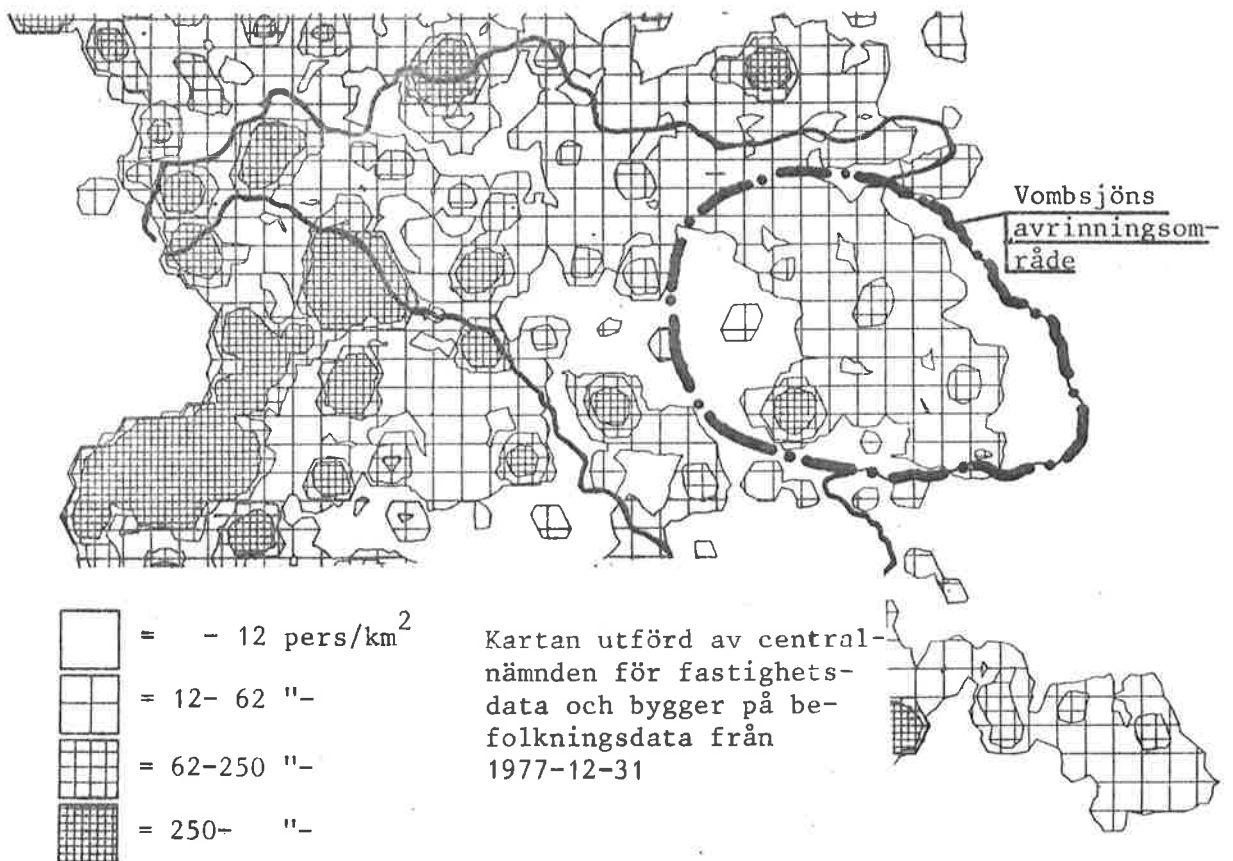 Vombsjöns
avrinningsom-
råde
= - 12 pers/km²
= 12- 62 "-
= 62-250 "-
= 250- "-
Kartan utförd av central-
nämnden för fastighets-
data och bygger på be-
folkningsdata från
1977-12-31